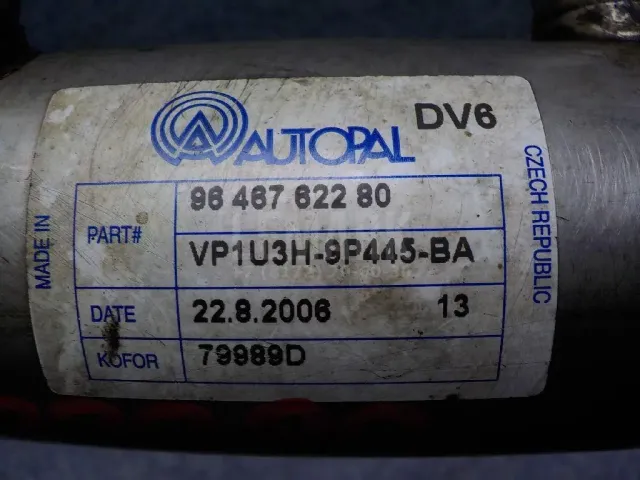 AUTOPAL
DV6
MADE IN
CZECH REPUBLIC
PART#
96 467 622 80
VP1U3H-9P445-BA
DATE
22.8.2006
13
KOFOR
79989D